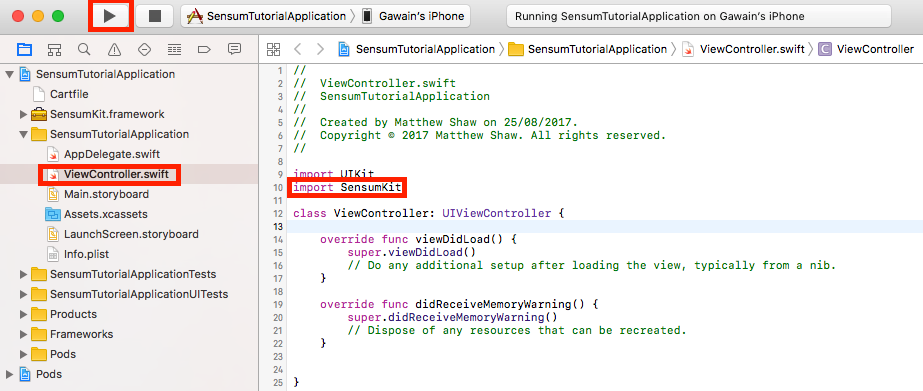 SensumTutorialApplication › Gawain's iPhone
Running SensumTutorialApplication on Gawain's iPhone
SensumTutorialApplication
Cartfile
SensumKit.framework
SensumTutorialApplication
AppDelegate.swift
ViewController.swift
Main.storyboard
Assets.xcassets
LaunchScreen.storyboard
Info.plist
SensumTutorialApplicationTests
SensumTutorialApplicationUITests
Products
Frameworks
Pods
Pods
SensumTutorialApplication › SensumTutorialApplication › ViewController.swift › C ViewController
1 //
2 //  ViewController.swift
3 //  SensumTutorialApplication
4 //
5 //  Created by Matthew Shaw on 25/08/2017.
6 //  Copyright © 2017 Matthew Shaw. All rights reserved.
7 //
8
9 import UIKit
10 import SensumKit
11
12 class ViewController: UIViewController {
13
14     override func viewDidLoad() {
15         super.viewDidLoad()
16         // Do any additional setup after loading the view, typically from a nib.
17     }
18
19     override func didReceiveMemoryWarning() {
20         super.didReceiveMemoryWarning()
21         // Dispose of any resources that can be recreated.
22     }
23
24
25 }